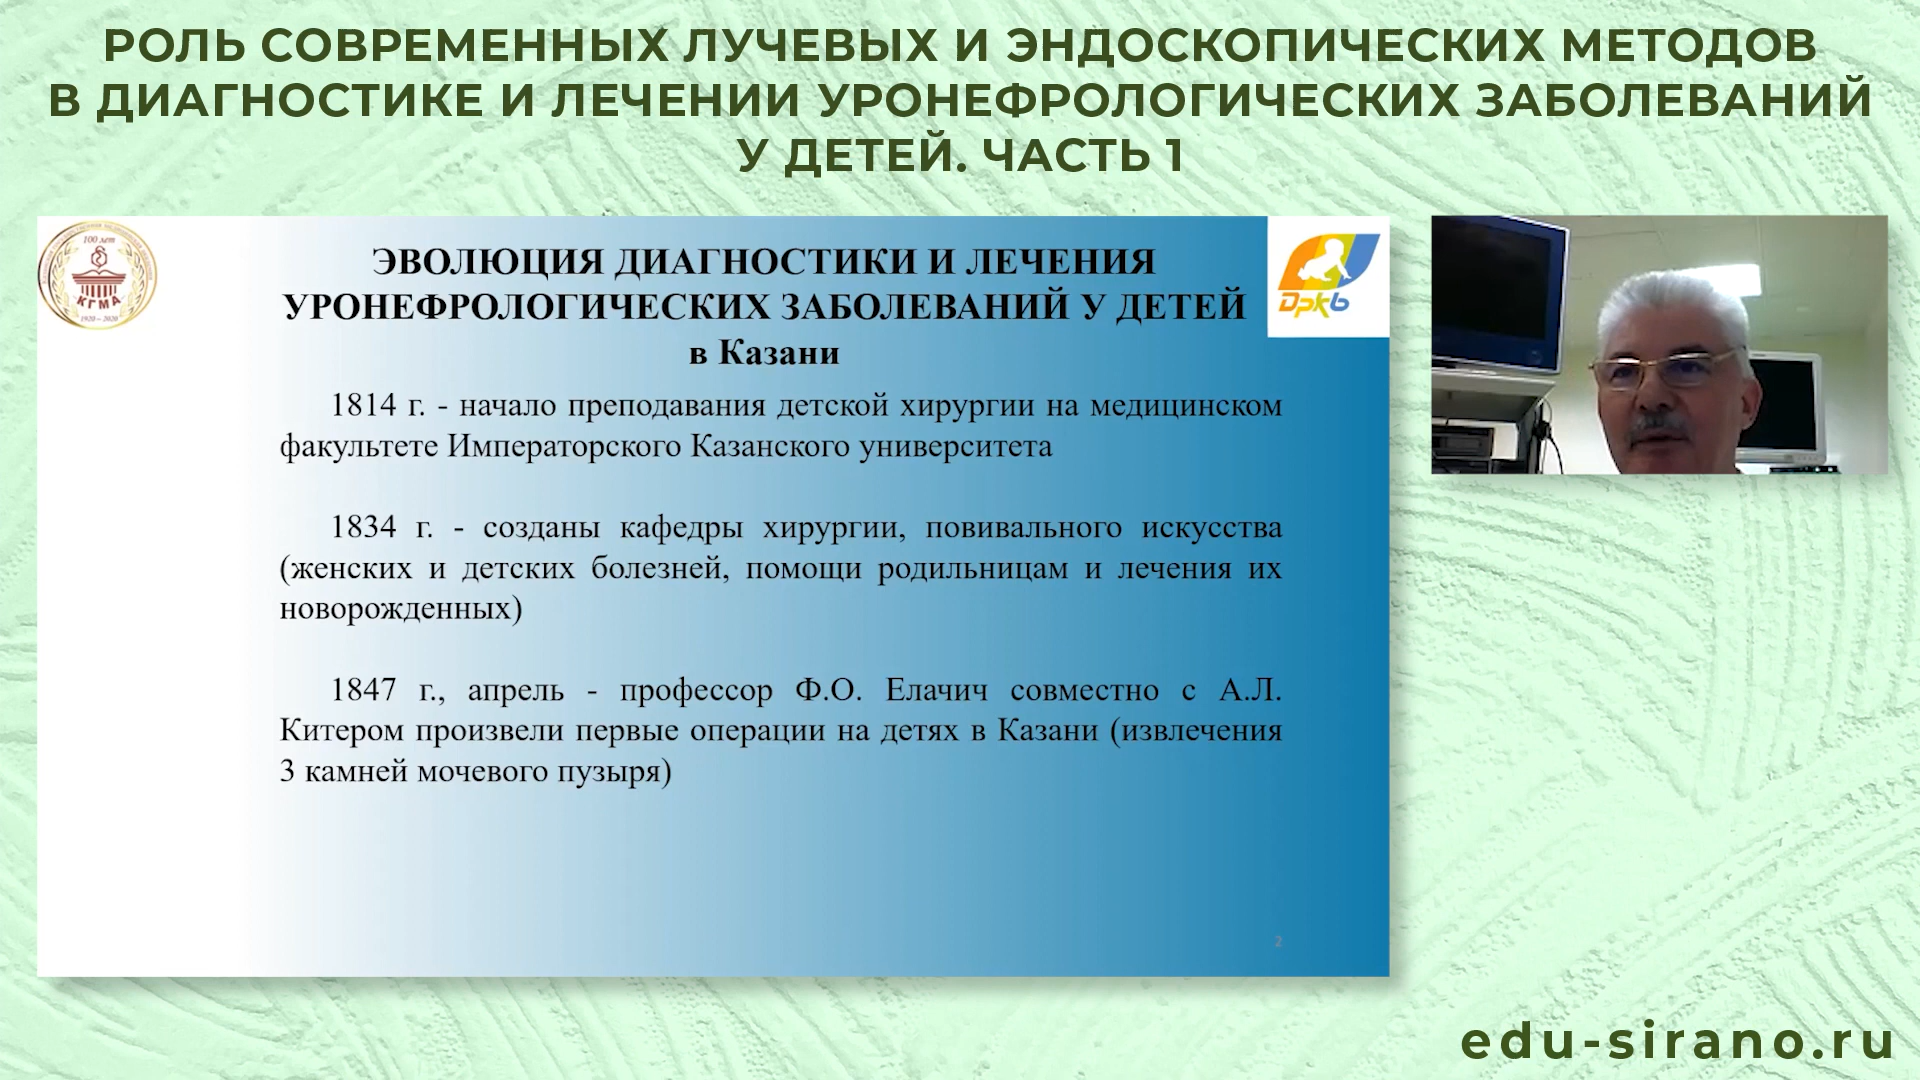 РОЛЬ СОВРЕМЕННЫХ ЛУЧЕВЫХ И ЭНДОСКОПИЧЕСКИХ МЕТОДОВ
В ДИАГНОСТИКЕ И ЛЕЧЕНИИ УРОНЕФРОЛОГИЧЕСКИХ ЗАБОЛЕВАНИЙ
У ДЕТЕЙ. ЧАСТЬ 1
100 лет
КГМА
1920 – 2020
ДРКБ
ЭВОЛЮЦИЯ ДИАГНОСТИКИ И ЛЕЧЕНИЯ
УРОНЕФРОЛОГИЧЕСКИХ ЗАБОЛЕВАНИЙ У ДЕТЕЙ
в Казани
1814 г. - начало преподавания детской хирургии на медицинском
факультете Императорского Казанского университета
1834 г. - созданы кафедры хирургии, повивального искусства
(женских и детских болезней, помощи родильницам и лечения их
новорожденных)
1847 г., апрель - профессор Ф.О. Елачич совместно с А.Л.
Китером произвели первые операции на детях в Казани (извлечения
3 камней мочевого пузыря)
2
edu-sirano.ru